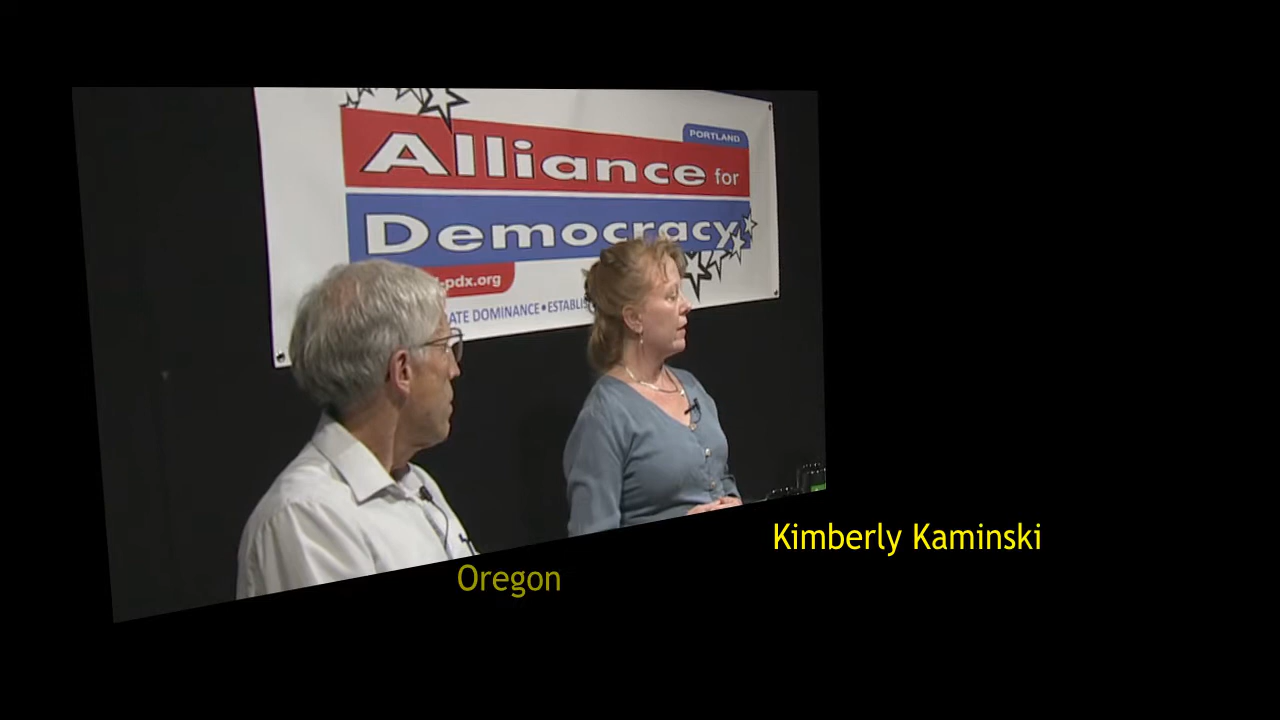 PORTLAND
Alliance for
Democracy
-pdx.org
ATE DOMINANCE•ESTABLIS
Kimberly Kaminski
Oregon